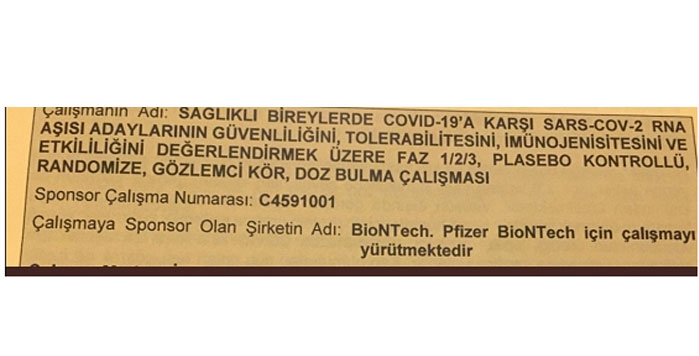 Çalışmanın Adı: SAĞLIKLI BİREYLERDE COVID-19'A KARŞI SARS-COV-2 RNA
AŞISI ADAYLARININ GÜVENLİLİĞİNİ, TOLERABİLİTESİNİ, İMÜNOJENİSİTESİNİ VE
ETKİLİLİĞİNİ DEĞERLENDİRMEK ÜZERE FAZ 1/2/3, PLASEBO KONTROLLÜ,
RANDOMİZE, GÖZLEMCİ KÖR, DOZ BULMA ÇALIŞMASI
Sponsor Çalışma Numarası: C4591001
Çalışmaya Sponsor Olan Şirketin Adı: BioNTech. Pfizer BioNTech için çalışmayı
yürütmektedir